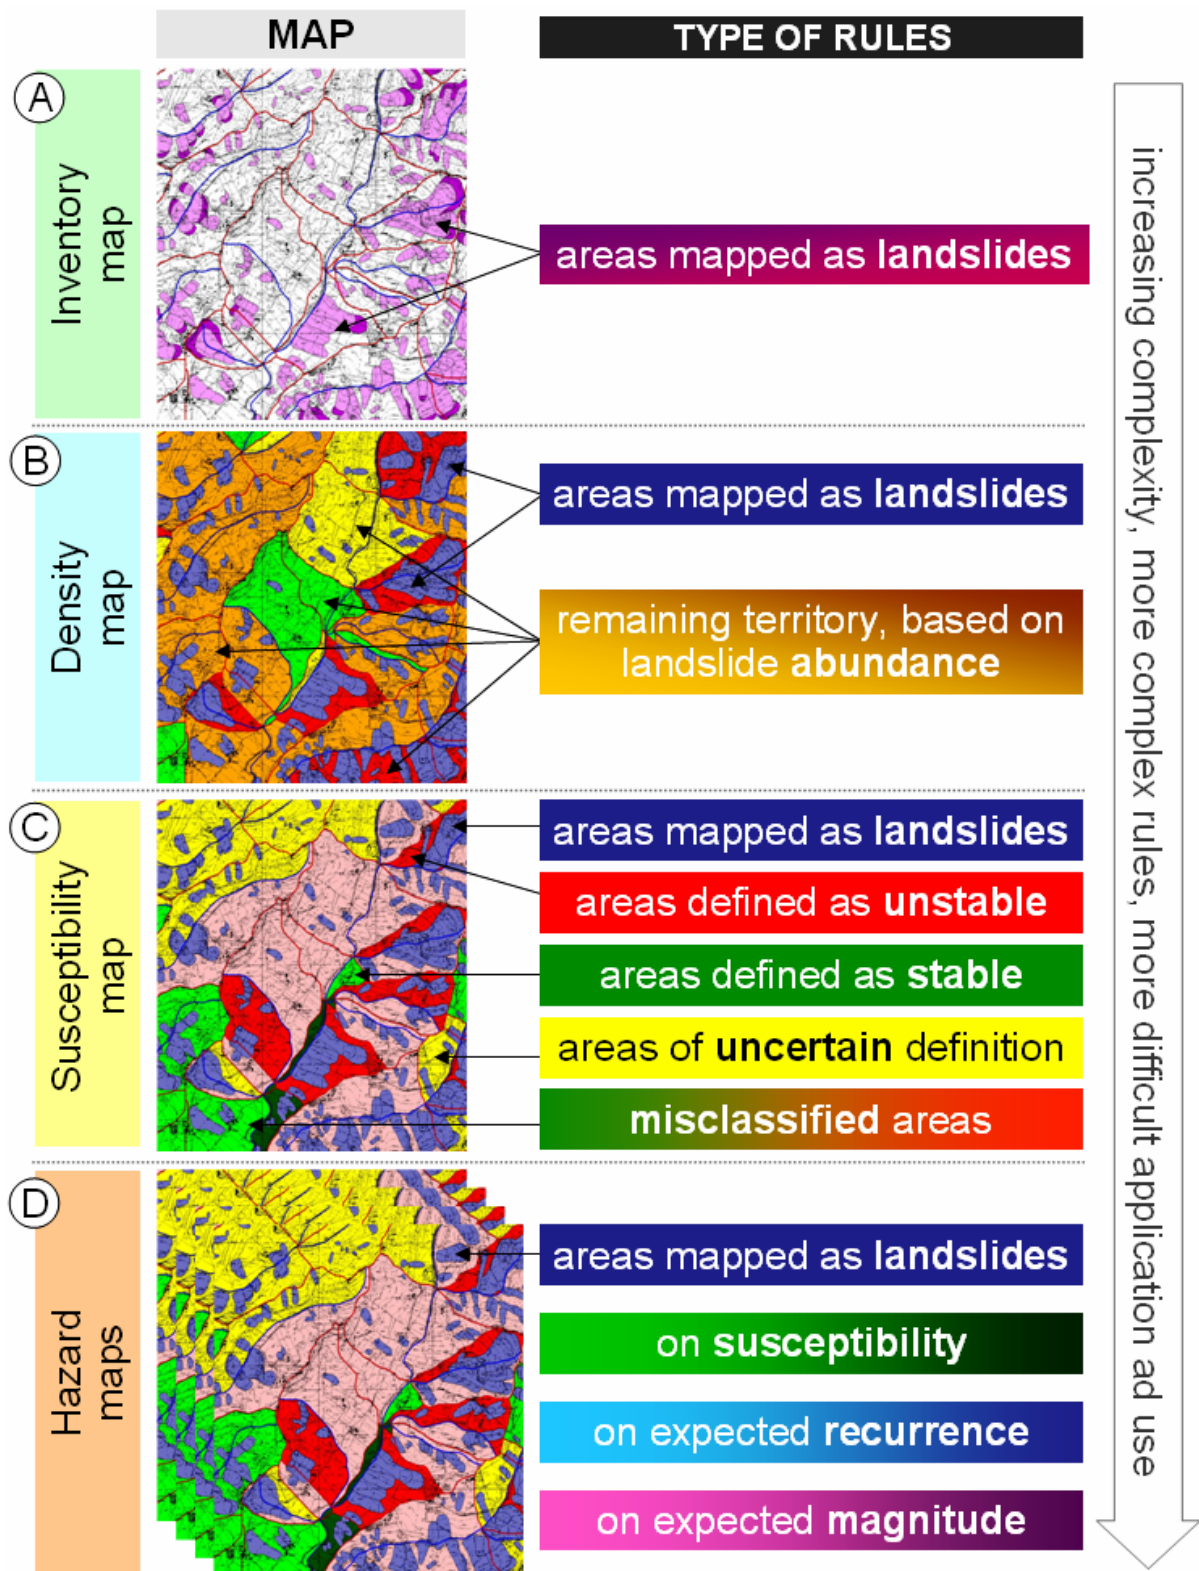 MAP
TYPE OF RULES
A
Inventory
map
areas mapped as landslides
B
Density
map
areas mapped as landslides
remaining territory, based on
landslide abundance
C
Susceptibility
map
areas mapped as landslides
areas defined as unstable
areas defined as stable
areas of uncertain definition
misclassified areas
D
Hazard
maps
areas mapped as landslides
on susceptibility
on expected recurrence
on expected magnitude
increasing complexity, more complex rules, more difficult application ad use